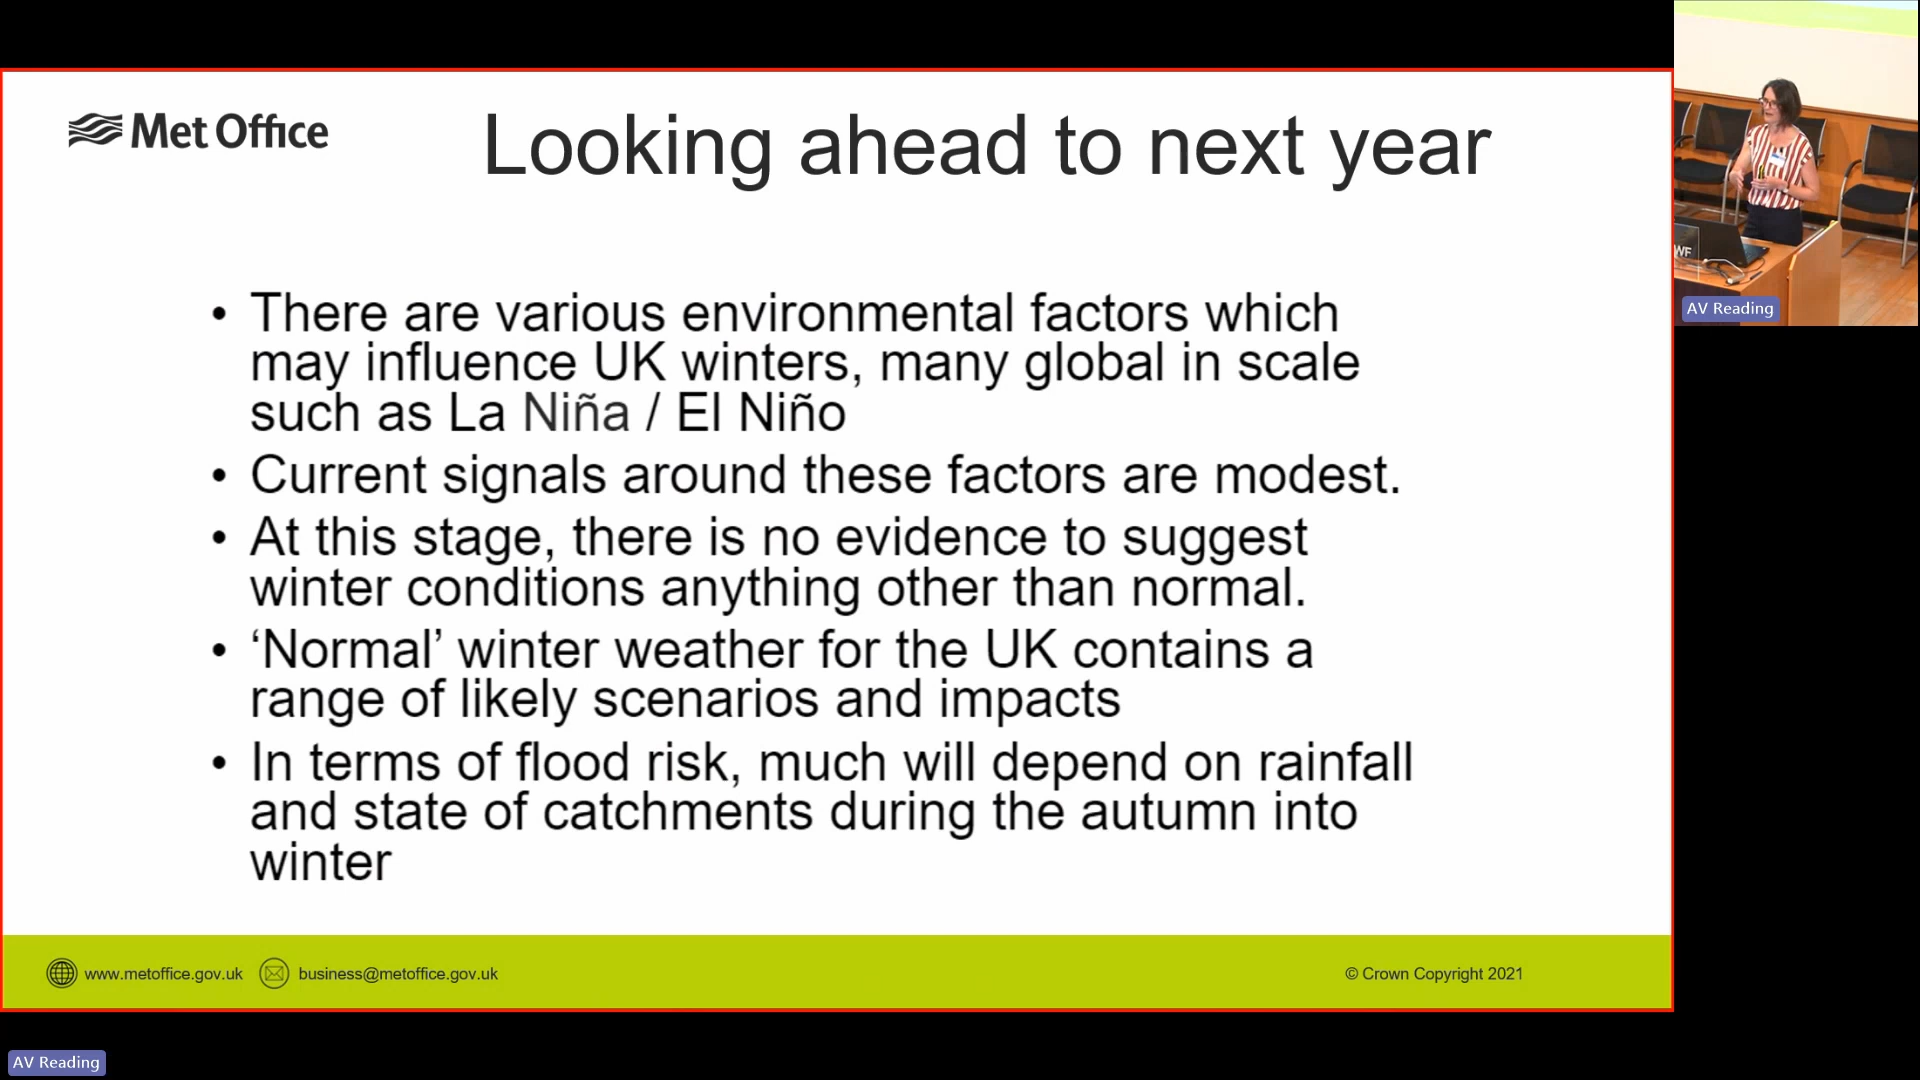 Met Office
Looking ahead to next year
• There are various environmental factors which
may influence UK winters, many global in scale
such as La Niña / El Niño
• Current signals around these factors are modest.
• At this stage, there is no evidence to suggest
winter conditions anything other than normal.
• ‘Normal’ winter weather for the UK contains a
range of likely scenarios and impacts
• In terms of flood risk, much will depend on rainfall
and state of catchments during the autumn into
winter
www.metoffice.gov.uk business@metoffice.gov.uk © Crown Copyright 2021
WF
AV Reading
AV Reading